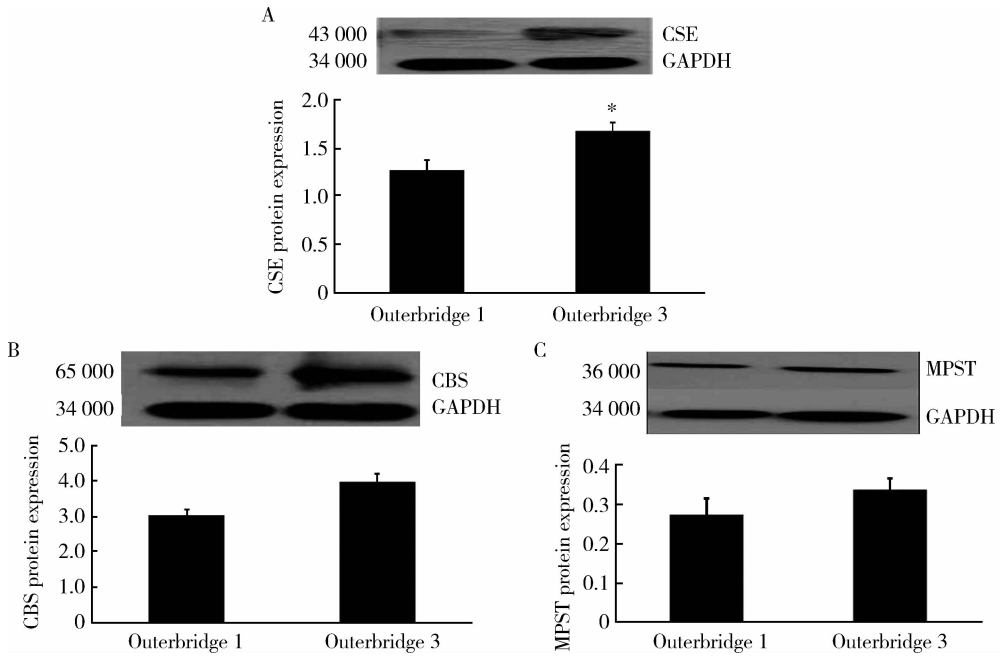 A
43 000
CSE
34 000
GAPDH
CSE protein expression
2.0
*
1.5
1.0
0.5
0
Outerbridge 1
Outerbridge 3
B
65 000
CBS
34 000
GAPDH
CBS protein expression
5.0
4.0
3.0
2.0
1.0
0
Outerbridge 1
Outerbridge 3
C
36 000
MPST
34 000
GAPDH
MPST protein expression
0.4
0.3
0.2
0.1
0
Outerbridge 1
Outerbridge 3